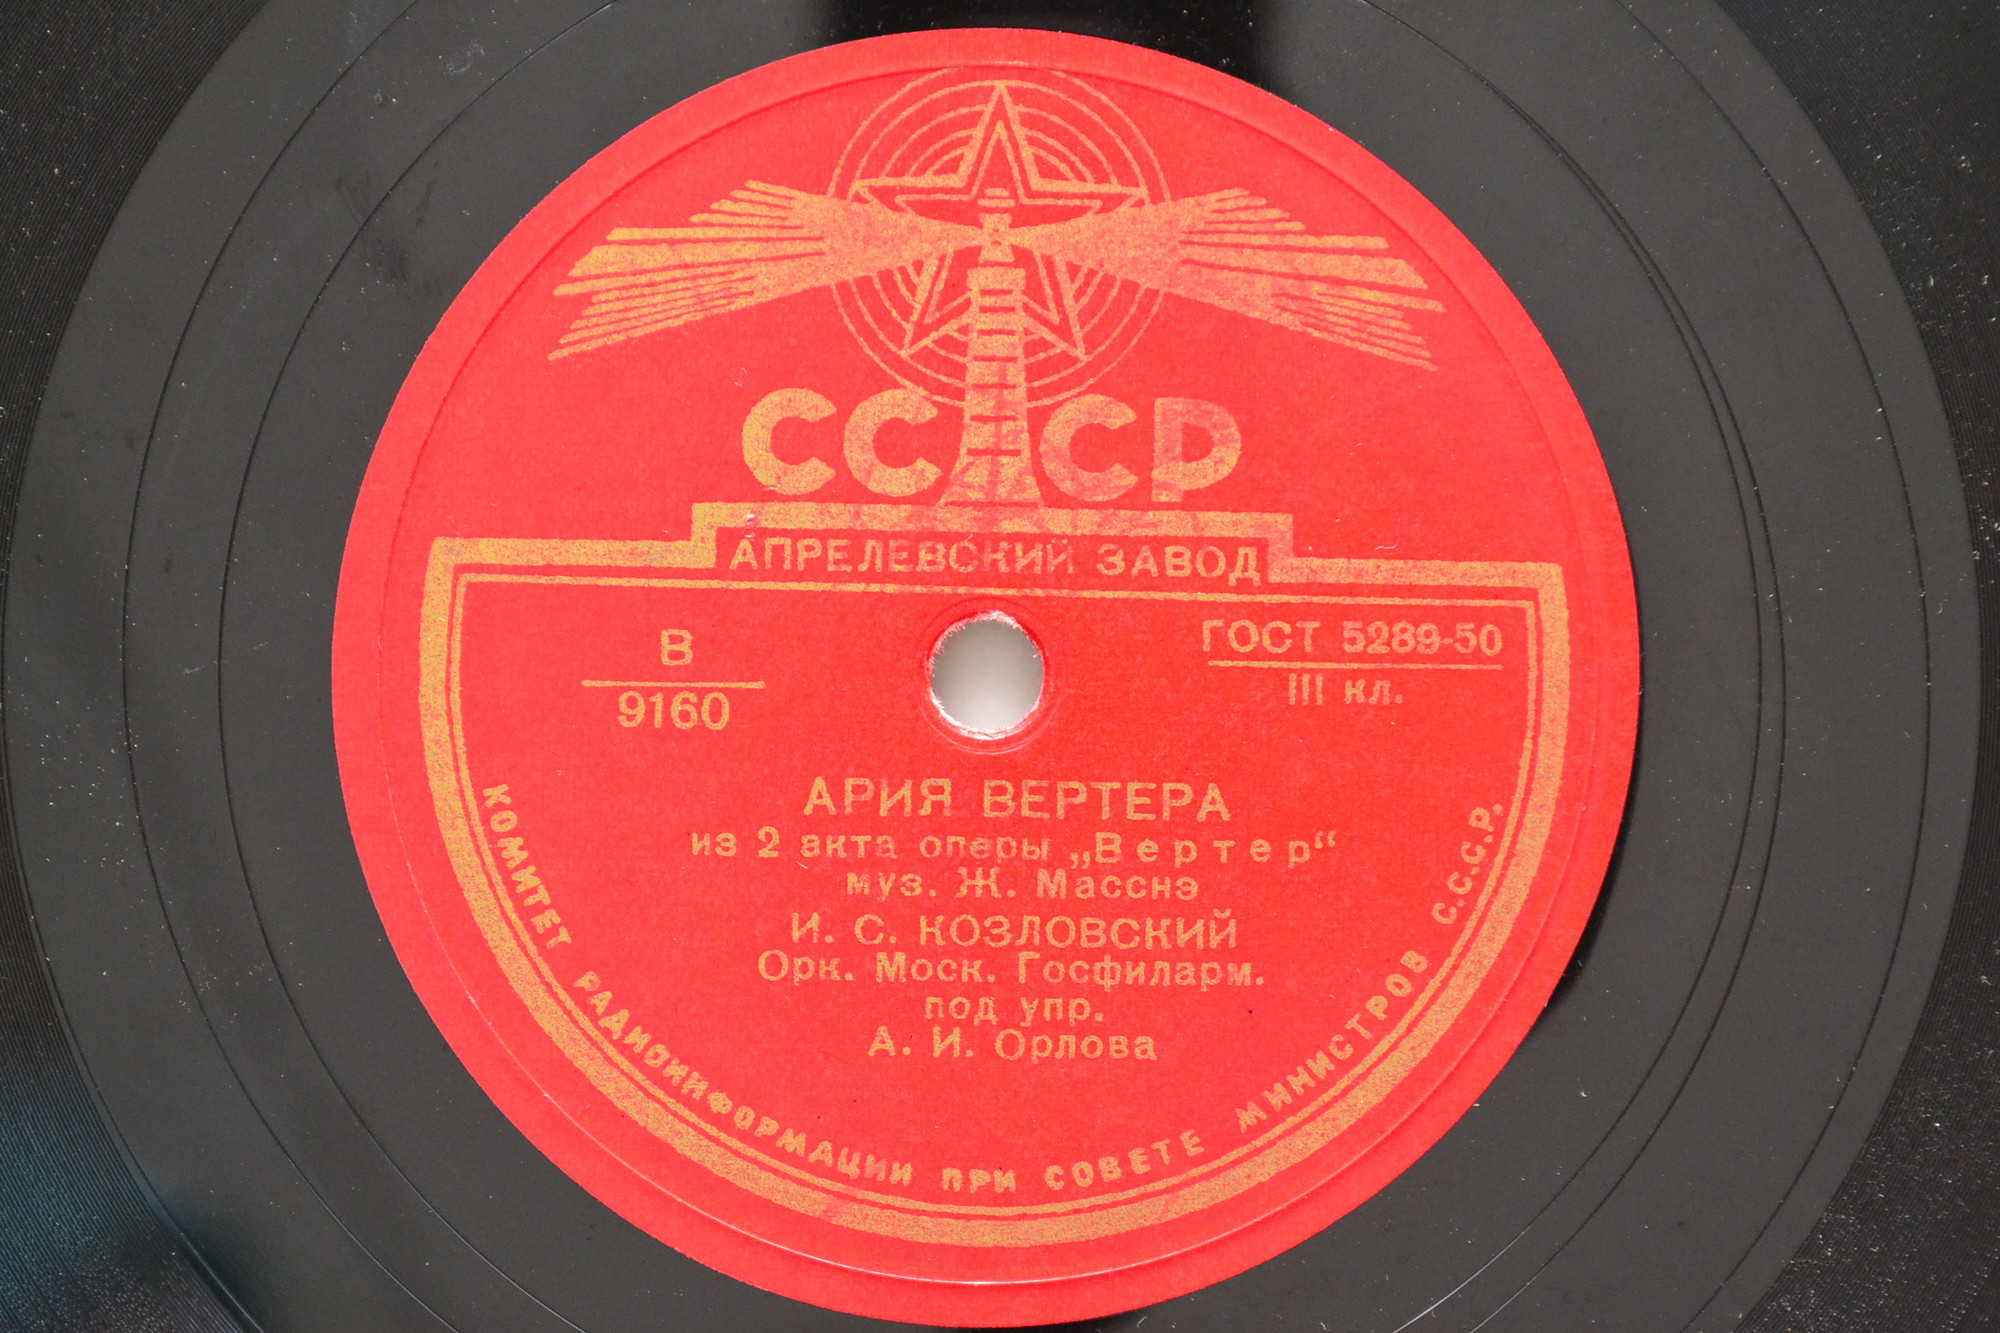 СССР
АПРЕЛЕВСКИЙ ЗАВОД
В
9160
ГОСТ 5289-50
III кл.
АРИЯ ВЕРТЕРА
из 2 акта оперы „Вертер“
муз. Ж. Масснэ
И. С. КОЗЛОВСКИЙ
Орк. Моск. Госфиларм.
под упр.
А. И. Орлова
КОМИТЕТ РАДИОИНФОРМАЦИИ ПРИ СОВЕТЕ МИНИСТРОВ С.С.С.Р.